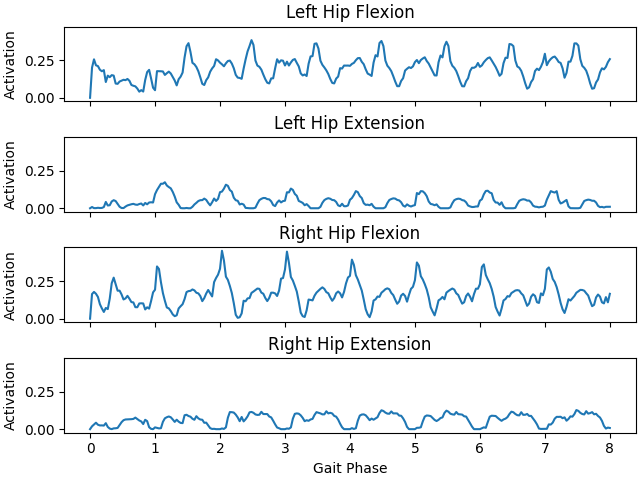 Left Hip Flexion
Activation
0.25
0.00
Left Hip Extension
Activation
0.25
0.00
Right Hip Flexion
Activation
0.25
0.00
Right Hip Extension
Activation
0.25
0.00
0 1 2 3 4 5 6 7 8
Gait Phase